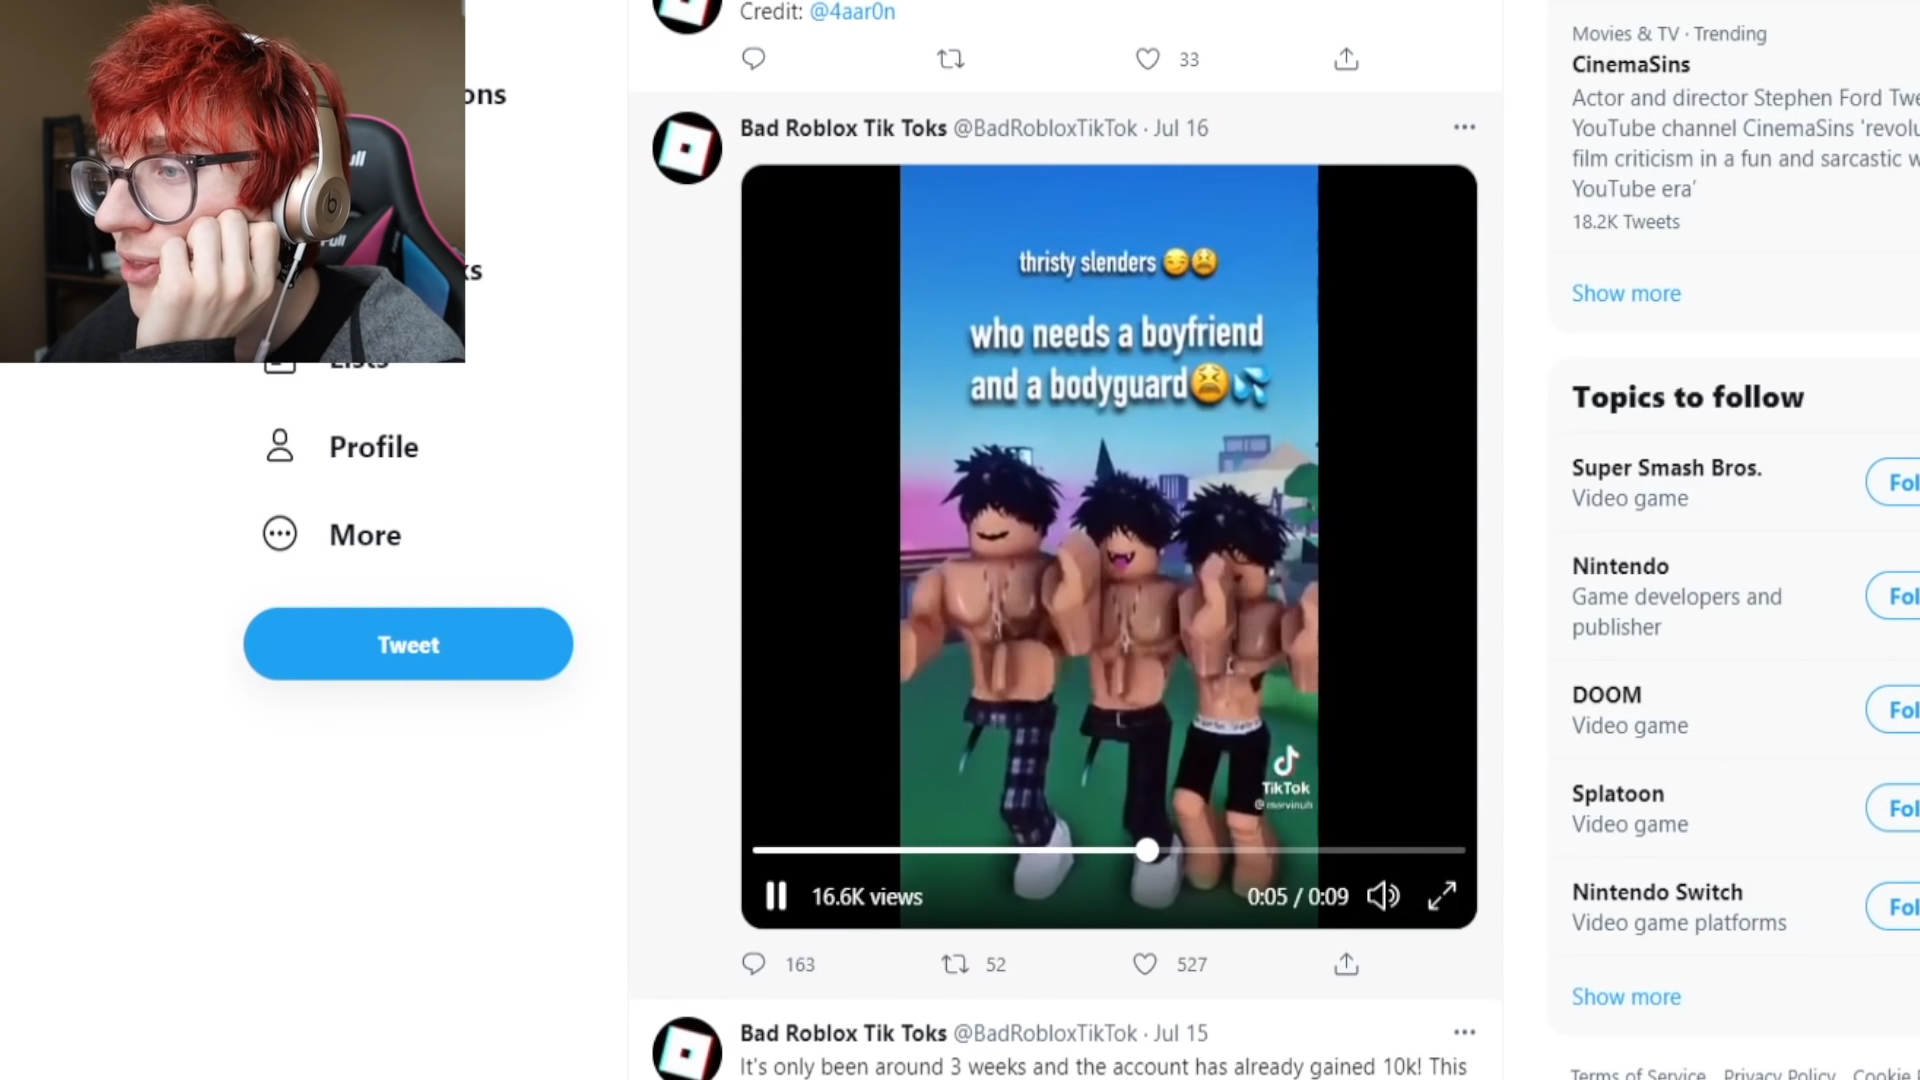 Credit: @4aar0n
33
ons
ks
Lists
Profile
More
Tweet
Bad Roblox Tik Toks @BadRobloxTikTok · Jul 16
thristy slenders 😏😫
who needs a boyfriend
and a bodyguard😫💦
TikTok
@marvinuh
16.6K views
0:05 / 0:09
163
52
527
Bad Roblox Tik Toks @BadRobloxTikTok · Jul 15
It's only been around 3 weeks and the account has already gained 10k! This
Movies & TV · Trending
CinemaSins
Actor and director Stephen Ford Twe
YouTube channel CinemaSins 'revolu
film criticism in a fun and sarcastic w
YouTube era'
18.2K Tweets
Show more
Topics to follow
Super Smash Bros.
Video game
Fol
Nintendo
Game developers and
publisher
Fol
DOOM
Video game
Fol
Splatoon
Video game
Fol
Nintendo Switch
Video game platforms
Fol
Show more
Terms of Service Privacy Policy Cookie P